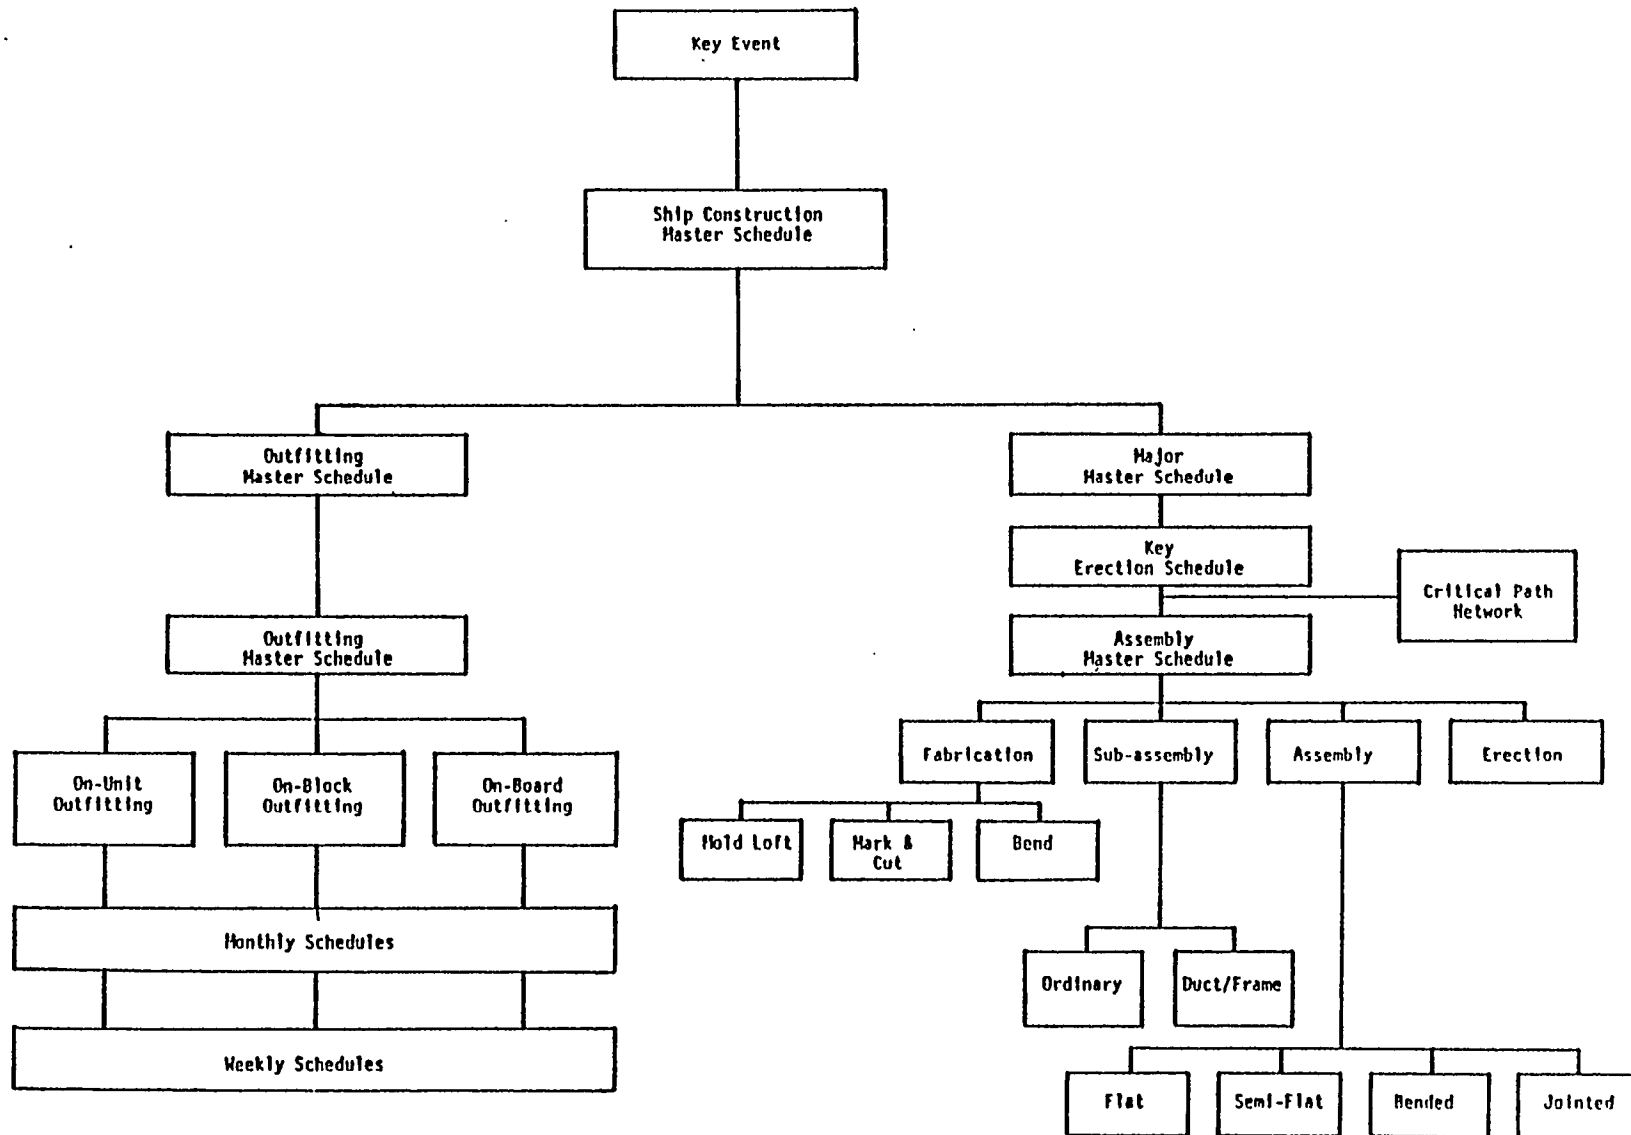 Key Event
Ship Construction
Master Schedule
Outfitting
Master Schedule
Major
Master Schedule
Key
Erection Schedule
Critical Path
Network
Outfitting
Master Schedule
Assembly
Master Schedule
Fabrication
Sub-assembly
Assembly
Erection
On-Unit
Outfitting
On-Block
Outfitting
On-Board
Outfitting
Mold Loft
Mark &
Cut
Bend
Monthly Schedules
Ordinary
Duct/Frame
Weekly Schedules
Flat
Semi-Flat
Bended
Jointed